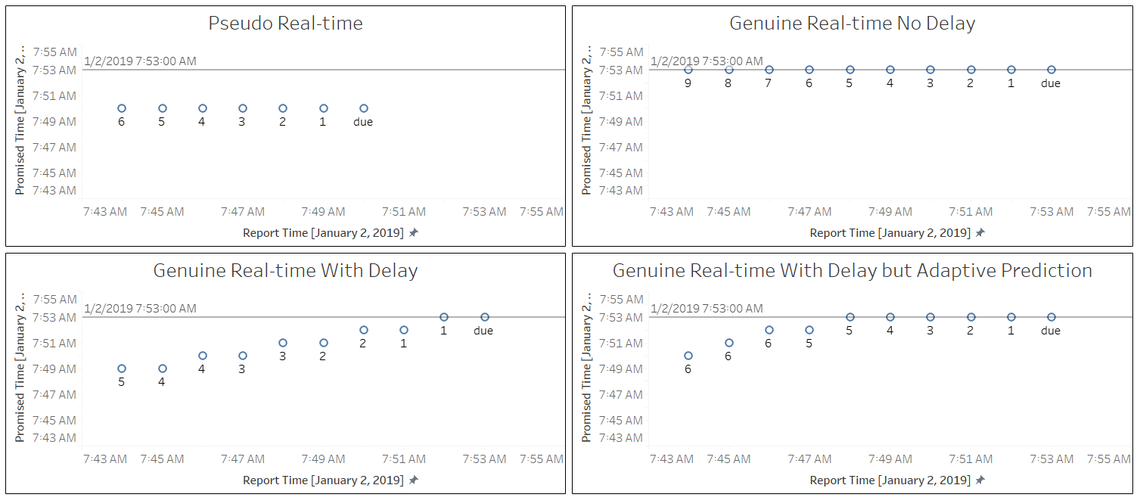 Pseudo Real-time
Promised Time [January 2,...
7:55 AM
1/2/2019 7:53:00 AM
7:53 AM
7:51 AM
7:49 AM
6 5 4 3 2 1 due
7:47 AM
7:45 AM
7:43 AM
7:43 AM 7:45 AM 7:47 AM 7:49 AM 7:51 AM 7:53 AM 7:55 AM
Report Time [January 2, 2019]
Genuine Real-time No Delay
Promised Time [January 2,...
7:55 AM
1/2/2019 7:53:00 AM
7:53 AM
9 8 7 6 5 4 3 2 1 due
7:51 AM
7:49 AM
7:47 AM
7:45 AM
7:43 AM
7:43 AM 7:45 AM 7:47 AM 7:49 AM 7:51 AM 7:53 AM 7:55 AM
Report Time [January 2, 2019]
Genuine Real-time With Delay
Promised Time [January 2,...
7:55 AM
1/2/2019 7:53:00 AM
7:53 AM
1 due
2 1
7:51 AM
3 2
4 3
7:49 AM
5 4
7:47 AM
7:45 AM
7:43 AM
7:43 AM 7:45 AM 7:47 AM 7:49 AM 7:51 AM 7:53 AM 7:55 AM
Report Time [January 2, 2019]
Genuine Real-time With Delay but Adaptive Prediction
Promised Time [January 2,...
7:55 AM
1/2/2019 7:53:00 AM
7:53 AM
5 4 3 2 1 due
6 5
7:51 AM
6
7:49 AM
6
7:47 AM
7:45 AM
7:43 AM
7:43 AM 7:45 AM 7:47 AM 7:49 AM 7:51 AM 7:53 AM 7:55 AM
Report Time [January 2, 2019]